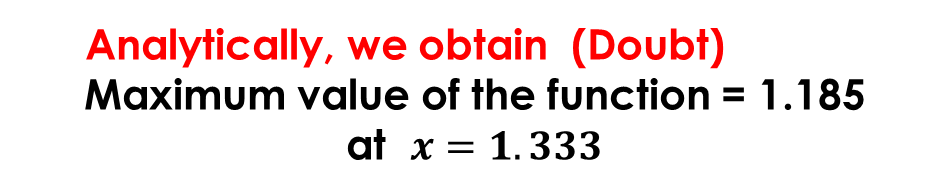 Analytically, we obtain (Doubt)
Maximum value of the function = 1.185
at x = 1.333